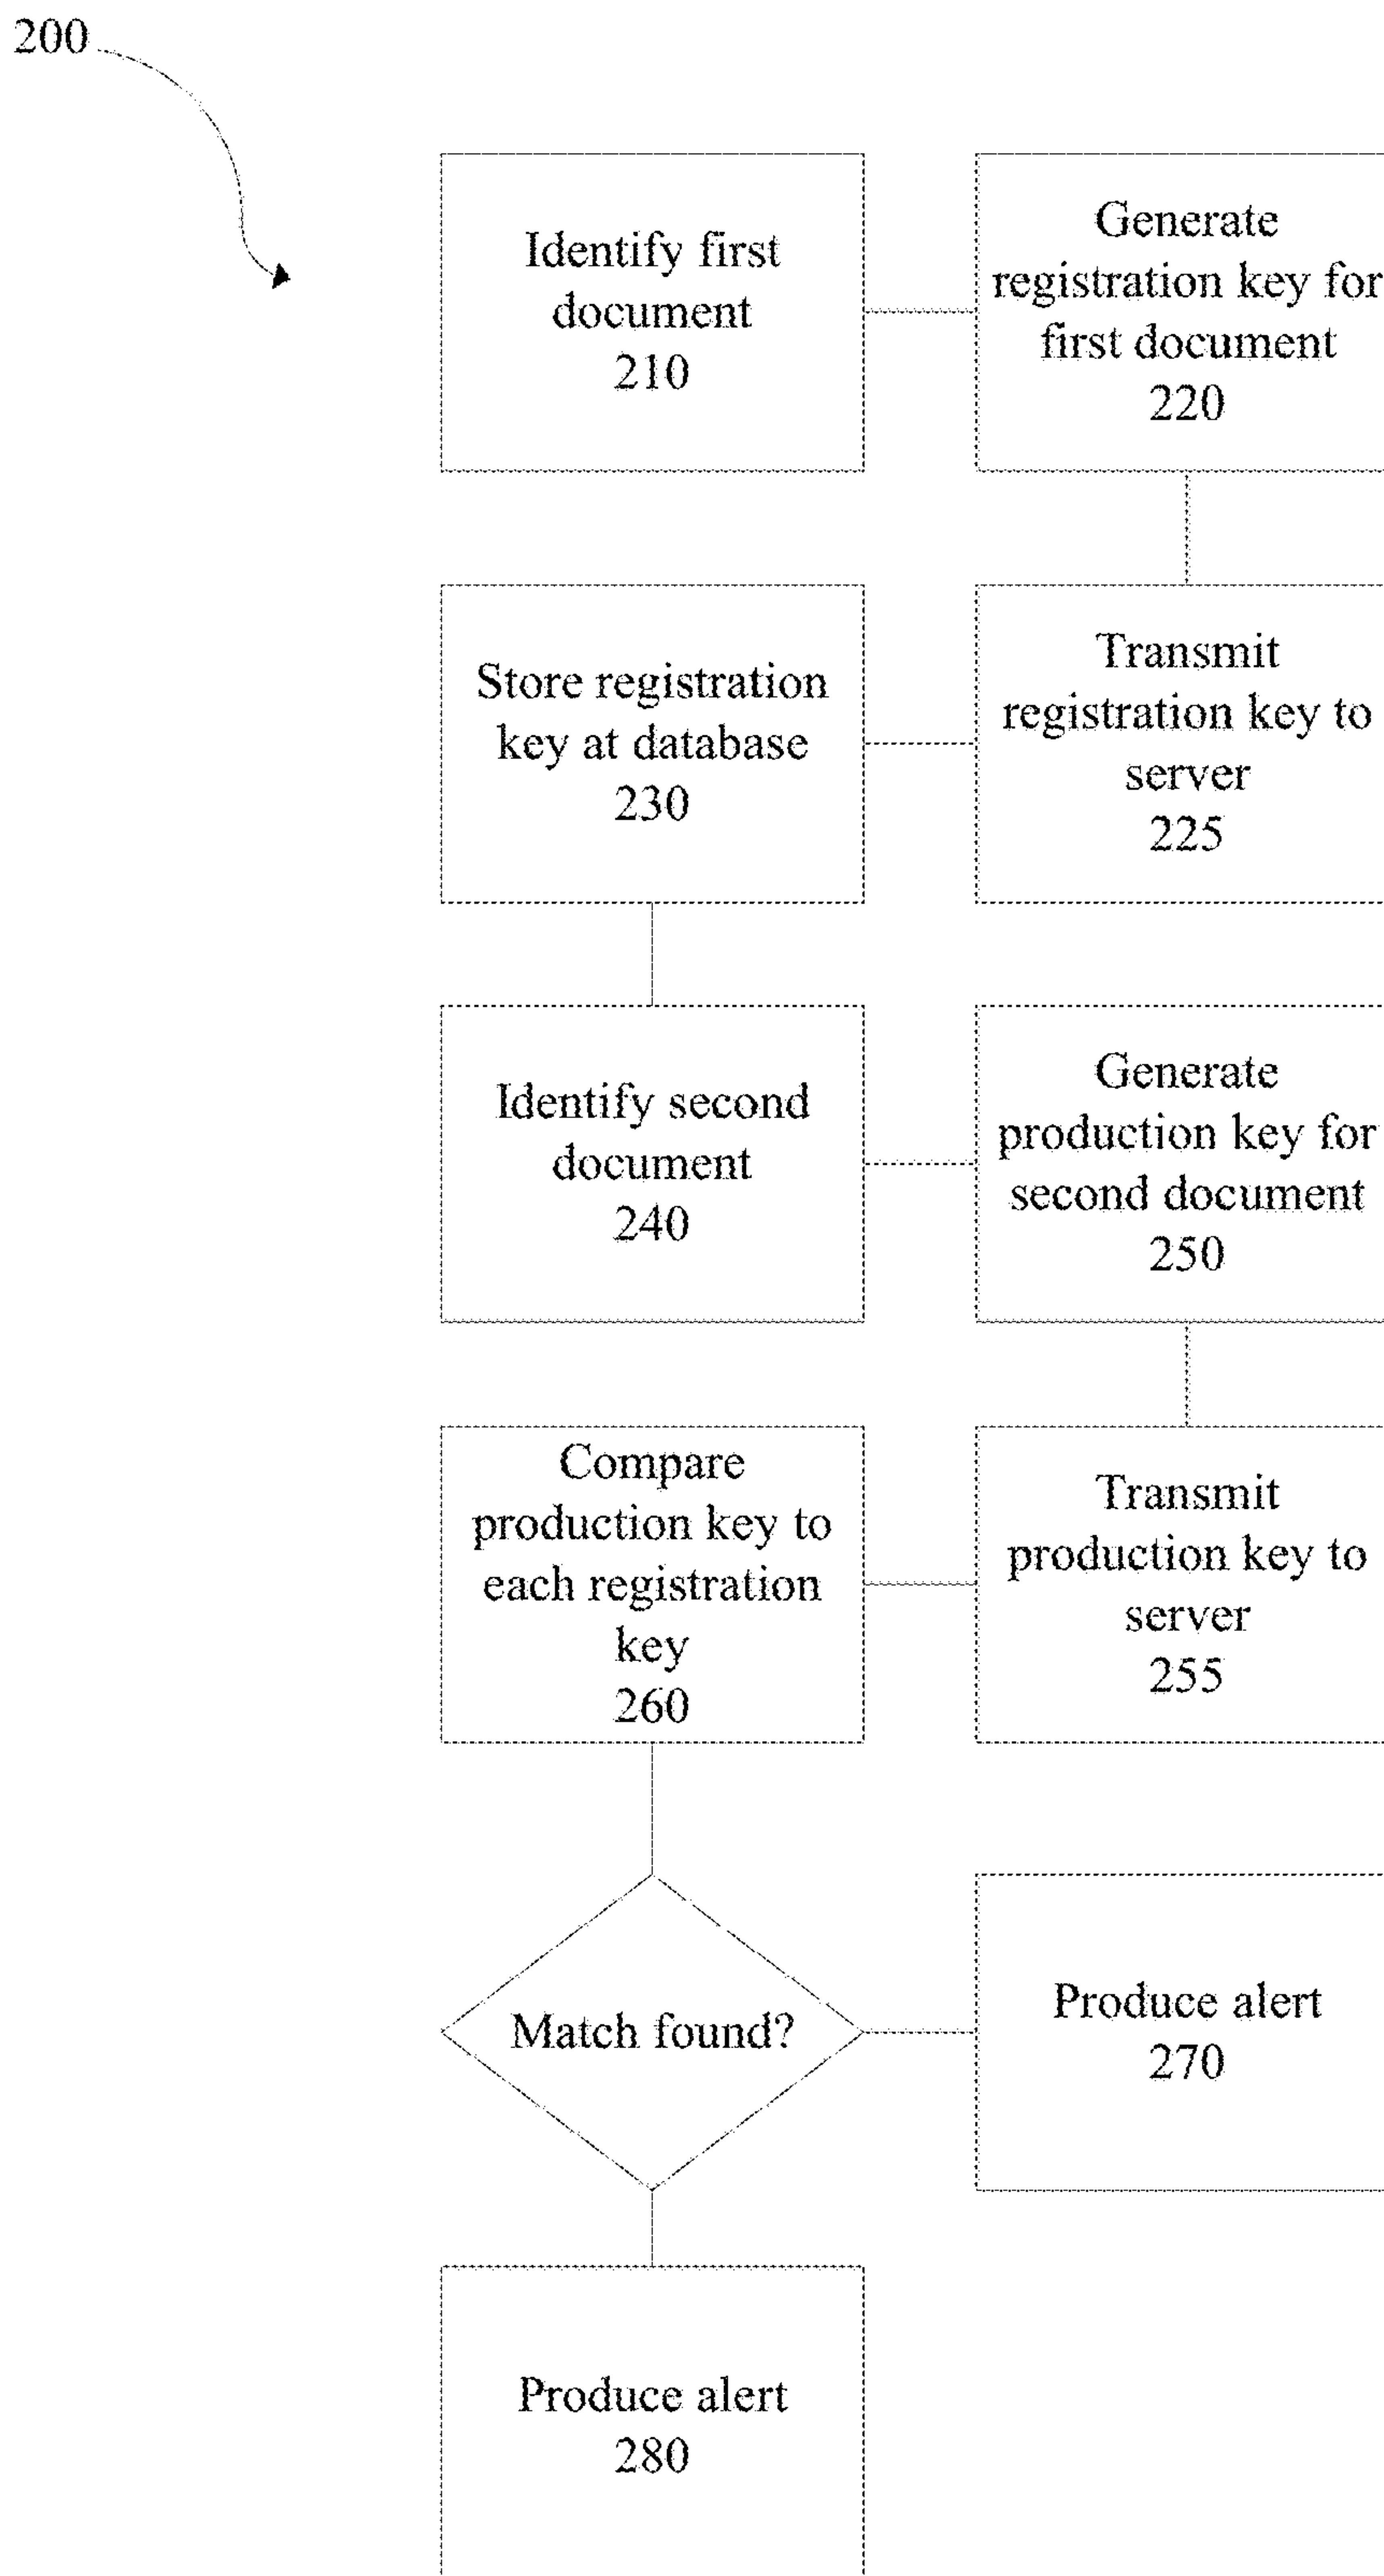 200
Identify first
document
210
Generate
registration key for
first document
220
Store registration
key at database
230
Transmit
registration key to
server
225
Identify second
document
240
Generate
production key for
second document
250
Compare
production key to
each registration
key
260
Transmit
production key to
server
255
Match found?
Produce alert
270
Produce alert
280